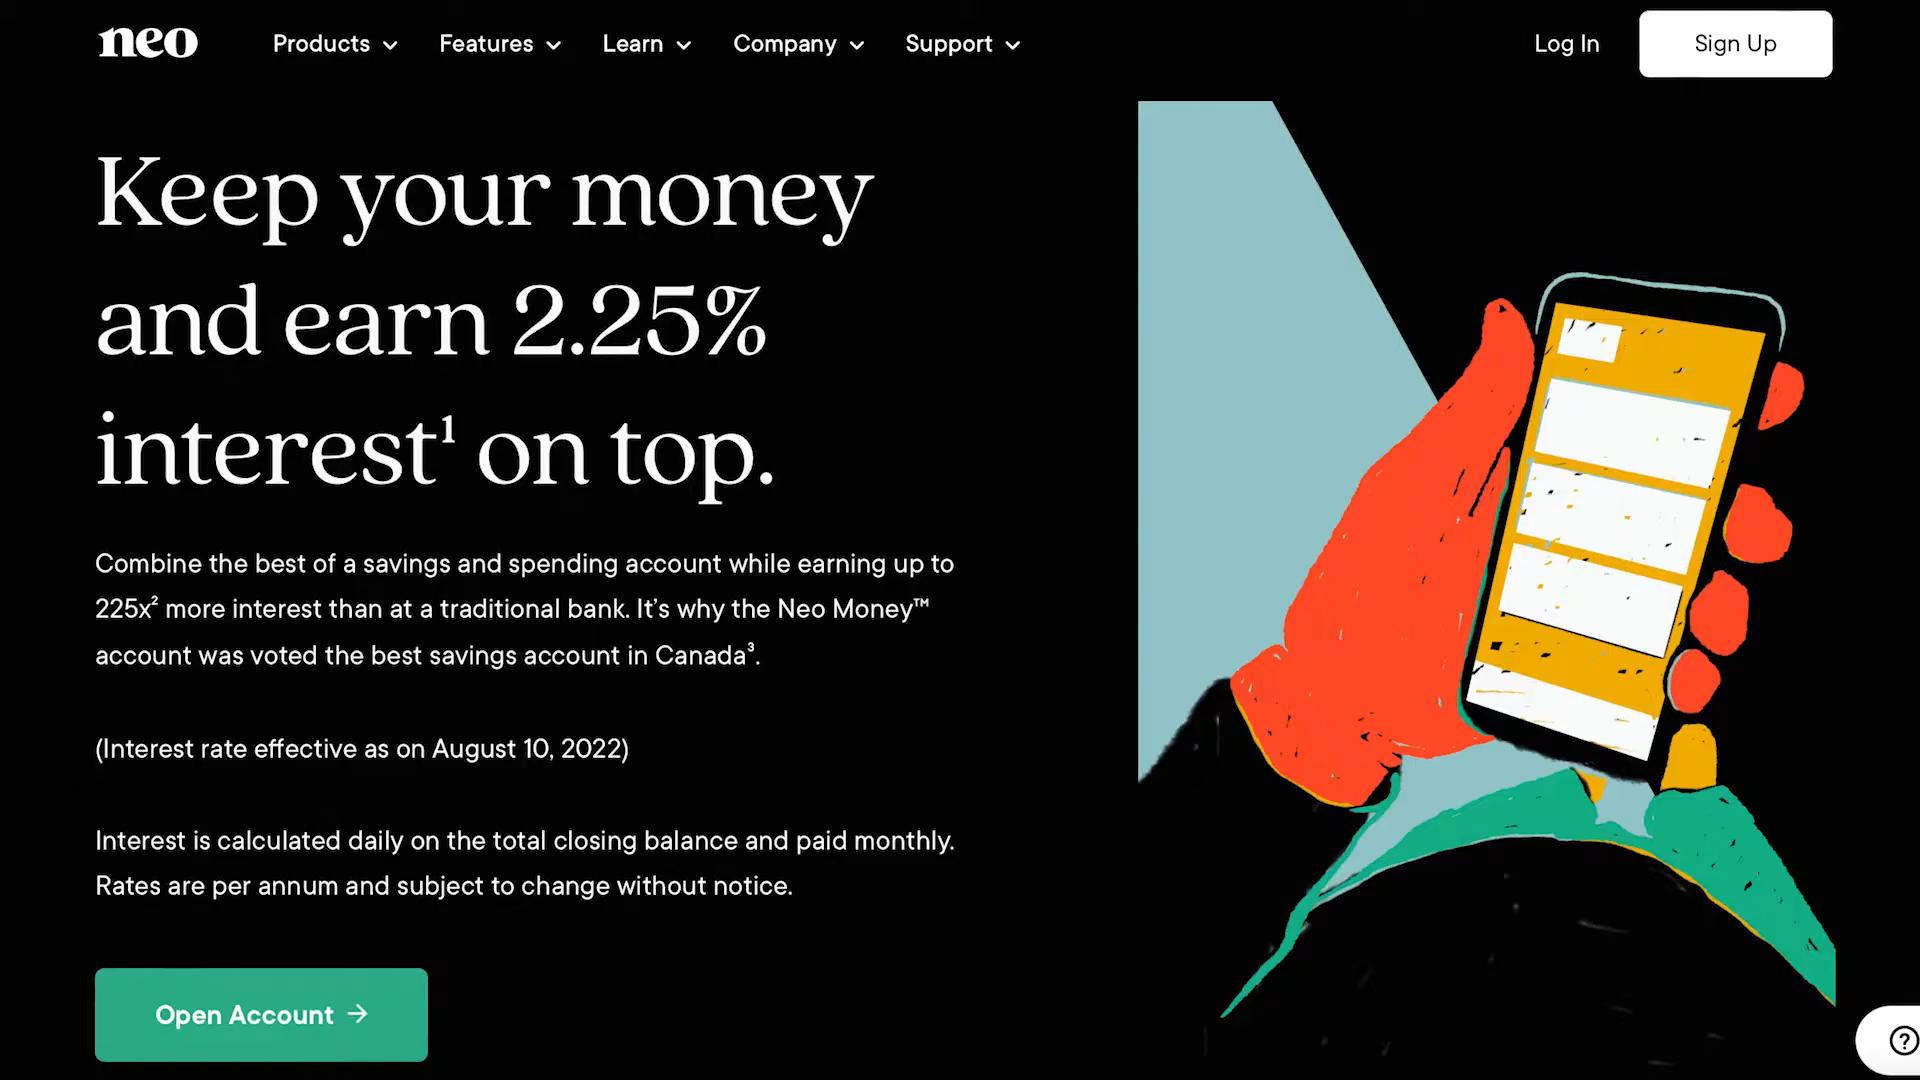 neo
Products
Features
Learn
Company
Support
Log In
Sign Up
Keep your money
and earn 2.25%
interest¹ on top.
Combine the best of a savings and spending account while earning up to
225x² more interest than at a traditional bank. It’s why the Neo Money™
account was voted the best savings account in Canada³.
(Interest rate effective as on August 10, 2022)
Interest is calculated daily on the total closing balance and paid monthly.
Rates are per annum and subject to change without notice.
Open Account →
?